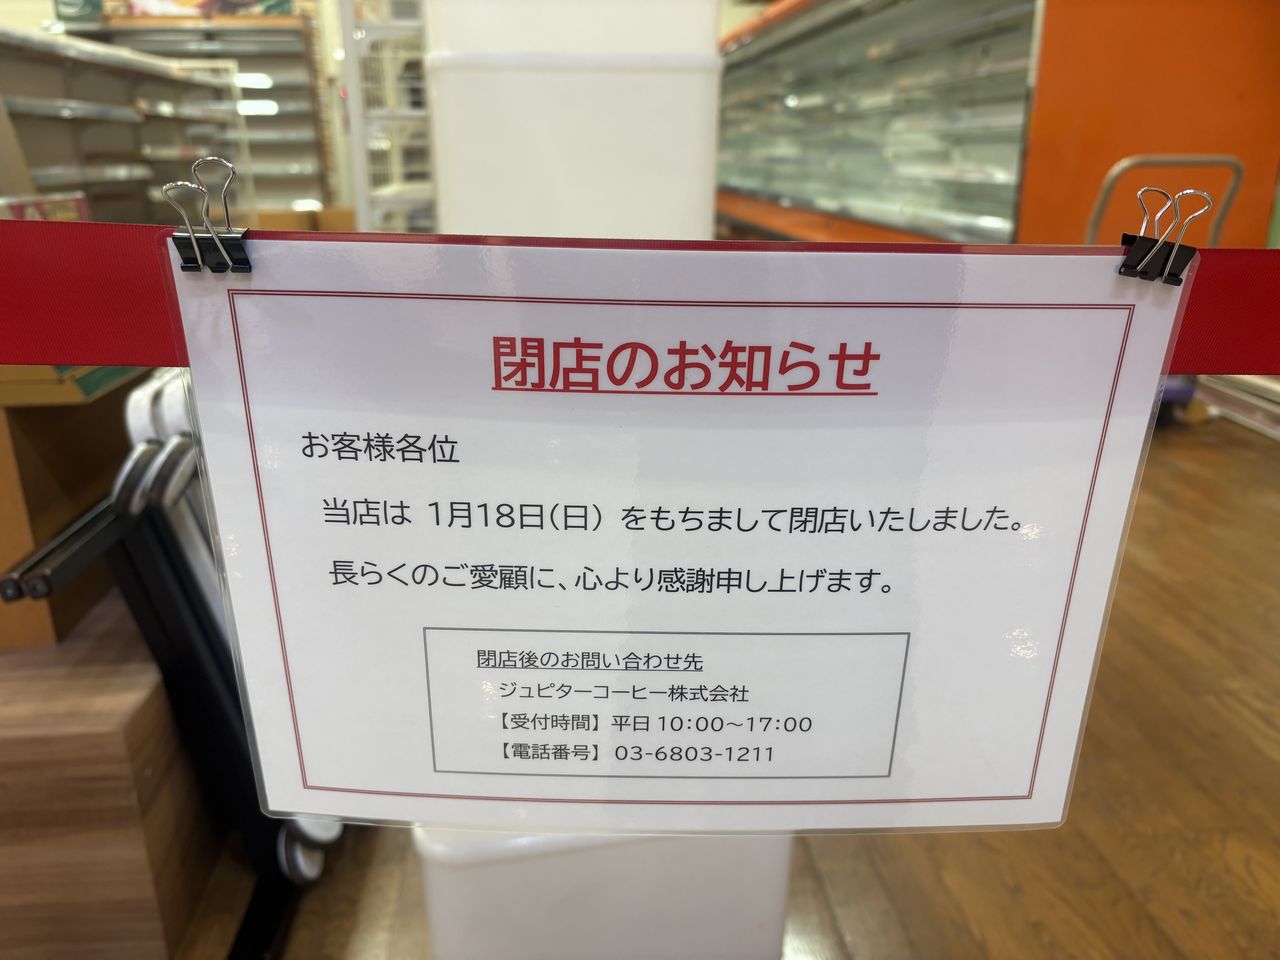 閉店のお知らせ
お客様各位
当店は 1月18日(日) をもちまして閉店いたしました。
長らくのご愛顧に、心より感謝申し上げます。
閉店後のお問い合わせ先
ジュピターコーヒー株式会社
【受付時間】平日10:00～17:00
【電話番号】03-6803-1211